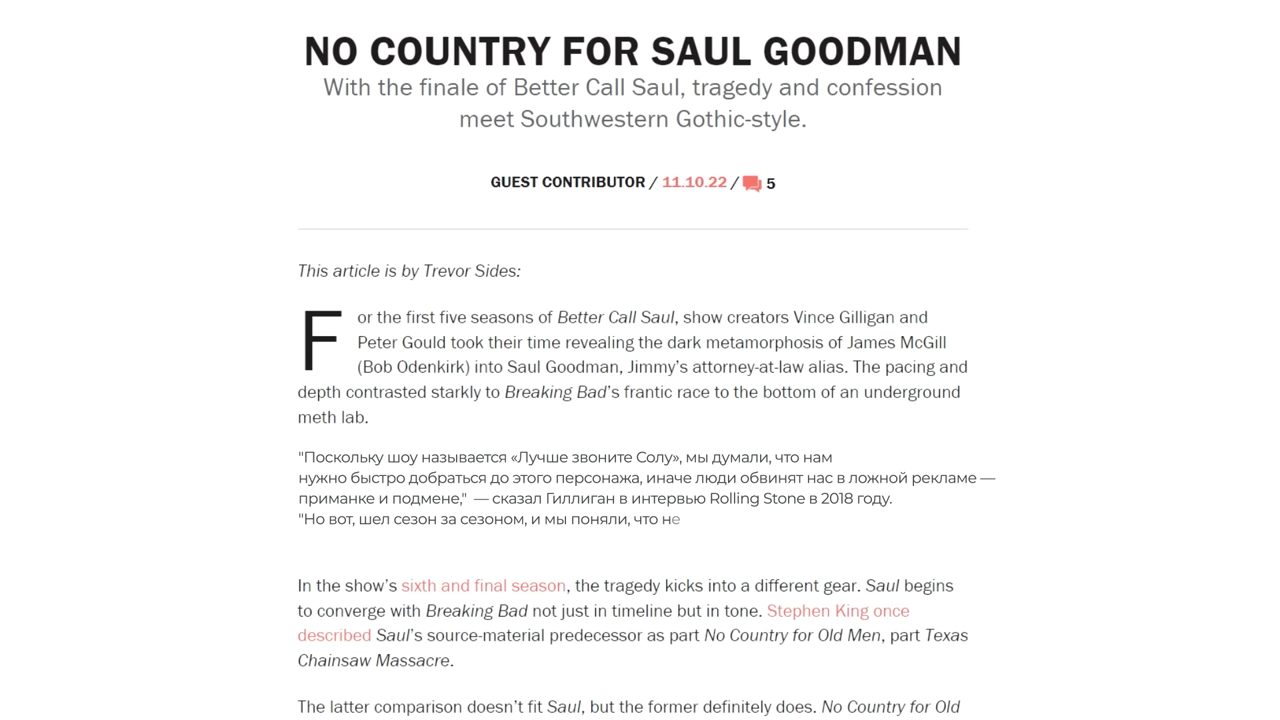 NO COUNTRY FOR SAUL GOODMAN
With the finale of Better Call Saul, tragedy and confession
meet Southwestern Gothic-style.
GUEST CONTRIBUTOR / 11.10.22 / 5
This article is by Trevor Sides:
For the first five seasons of Better Call Saul, show creators Vince Gilligan and
Peter Gould took their time revealing the dark metamorphosis of James McGill
(Bob Odenkirk) into Saul Goodman, Jimmy’s attorney-at-law alias. The pacing and
depth contrasted starkly to Breaking Bad’s frantic race to the bottom of an underground
meth lab.
"Поскольку шоу называется «Лучше звоните Солу», мы думали, что нам
нужно быстро добраться до этого персонажа, иначе люди обвинят нас в ложной рекламе —
приманке и подмене," — сказал Гиллиган в интервью Rolling Stone в 2018 году.
"Но вот, шел сезон за сезоном, и мы поняли, что не
In the show’s sixth and final season, the tragedy kicks into a different gear. Saul begins
to converge with Breaking Bad not just in timeline but in tone. Stephen King once
described Saul’s source-material predecessor as part No Country for Old Men, part Texas
Chainsaw Massacre.
The latter comparison doesn’t fit Saul, but the former definitely does. No Country for Old